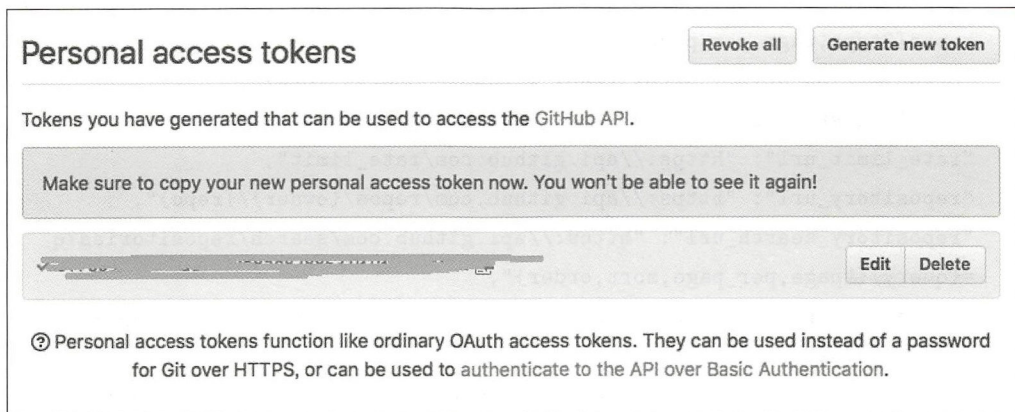 Personal access tokens
Revoke all
Generate new token
Tokens you have generated that can be used to access the GitHub API.
Make sure to copy your new personal access token now. You won't be able to see it again!
Edit
Delete
Personal access tokens function like ordinary OAuth access tokens. They can be used instead of a password
for Git over HTTPS, or can be used to authenticate to the API over Basic Authentication.